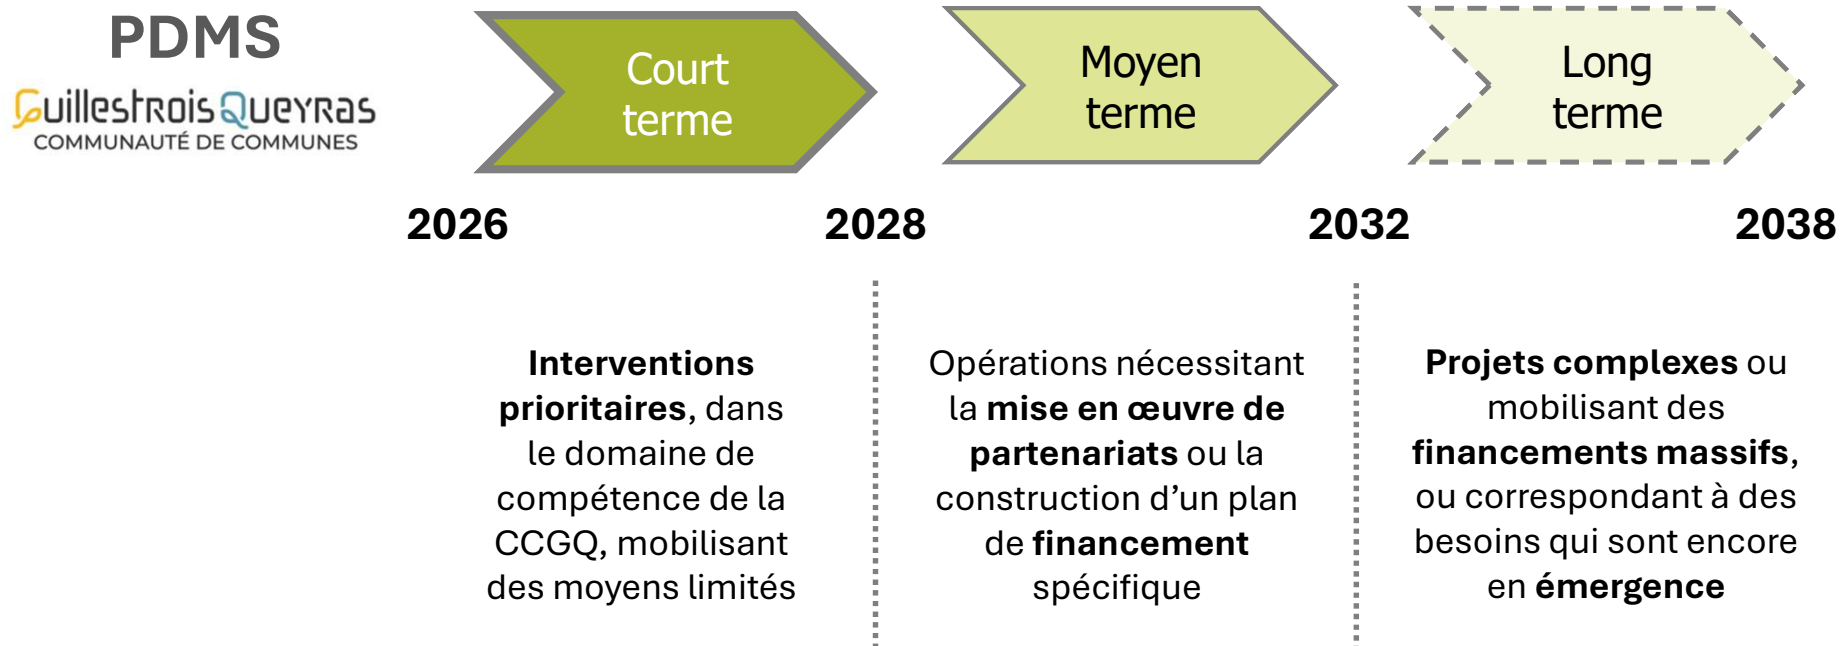 PDMS
Guillestrois Queyras
COMMUNAUTÉ DE COMMUNES
Court
terme
Moyen
terme
Long
terme
2026
2028
2032
2038
Interventions
prioritaires, dans
le domaine de
compétence de la
CCGQ, mobilisant
des moyens limités
Opérations nécessitant
la mise en œuvre de
partenariats ou la
construction d’un plan
de financement
spécifique
Projets complexes ou
mobilisant des
financements massifs,
ou correspondant à des
besoins qui sont encore
en émergence